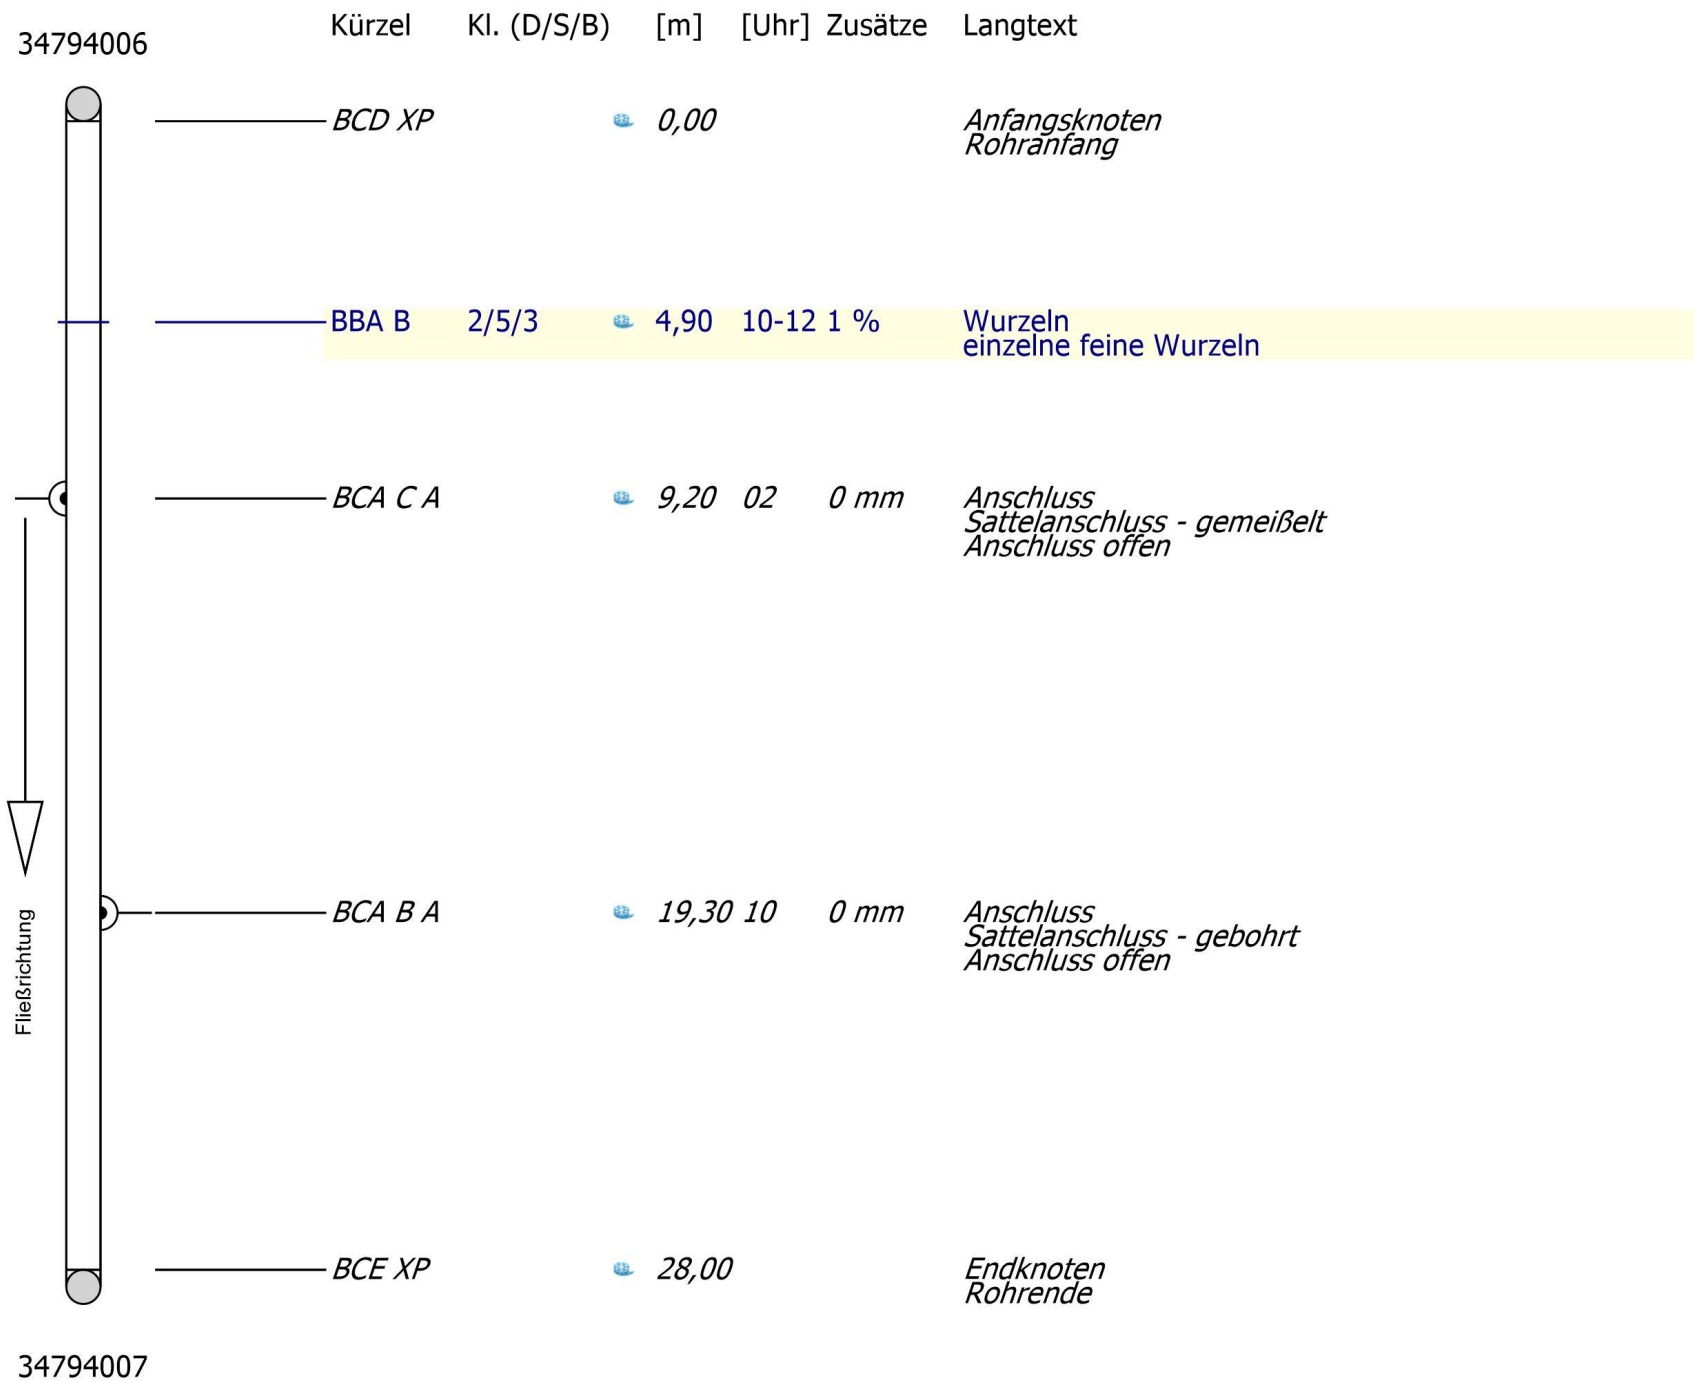 34794006
Kürzel Kl. (D/S/B) [m] [Uhr] Zusätze Langtext
BCD XP 0,00 Anfangsknoten
Rohranfang
BBA B 2/5/3 4,90 10-12 1 % Wurzeln
einzelne feine Wurzeln
BCA C A 9,20 02 0 mm Anschluss
Sattelanschluss - gemeißelt
Anschluss offen
Fließrichtung
BCA B A 19,30 10 0 mm Anschluss
Sattelanschluss - gebohrt
Anschluss offen
BCE XP 28,00 Endknoten
Rohrende
34794007